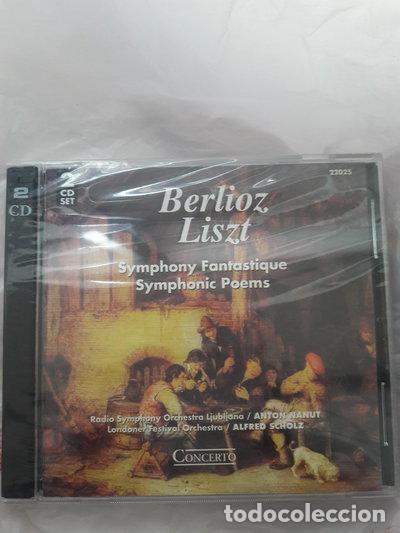 2
CD
2
CD
SET
22025
Berlioz
Liszt
Symphony Fantastique
Symphonic Poems
Radio Symphony Orchestra Ljubljana / ANTON NANUT
Londoner Festival Orchestra / ALFRED SCHOLZ
CONCERTO
todocoleccion.net